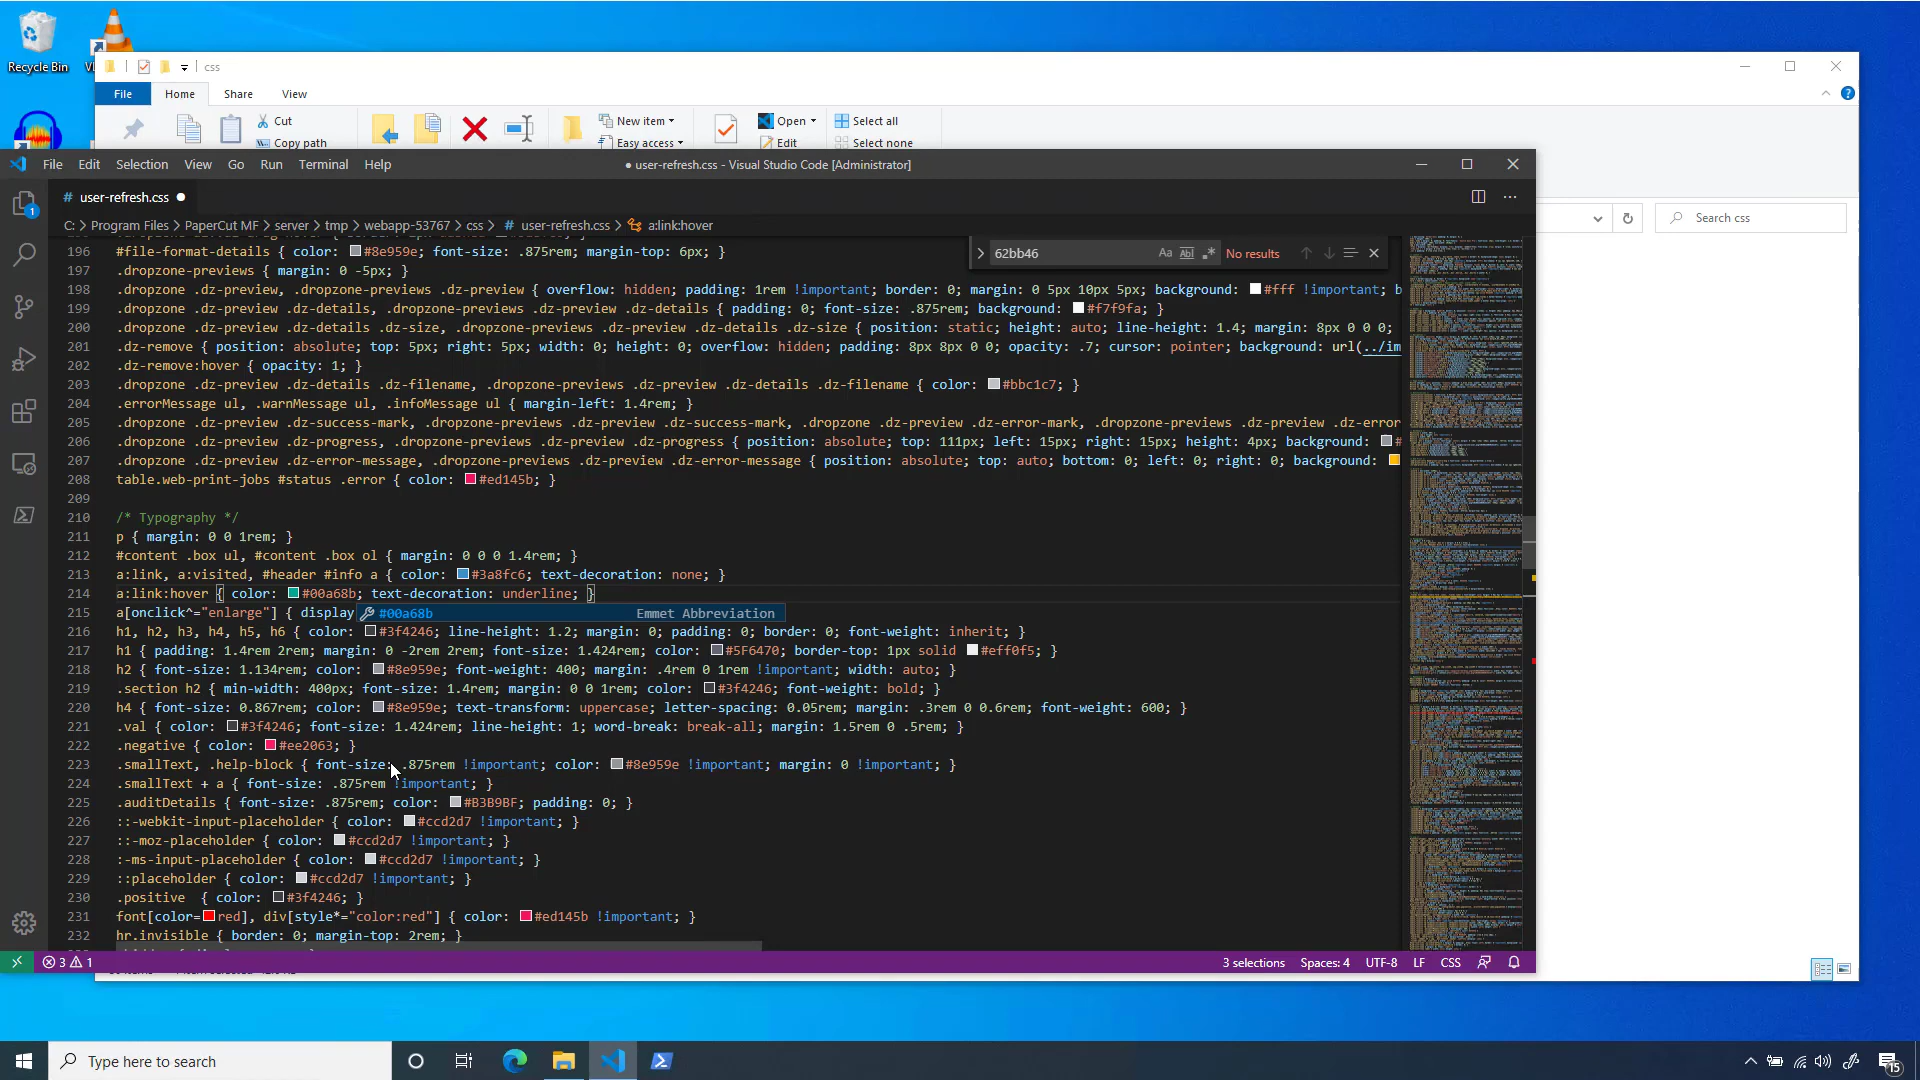 Recycle Bin
css
File
Home
Share
View
Cut
Copy path
New item
Easy access
Open
Edit
Select all
Select none
Search css
File Edit Selection View Go Run Terminal Help
● user-refresh.css - Visual Studio Code [Administrator]
# user-refresh.css ●
C: > Program Files > PaperCut MF > server > tmp > webapp-53767 > css > # user-refresh.css > a:link:hover
62bb46
Aa
No results
196 #file-format-details { color: #8e959e; font-size: .875rem; margin-top: 6px; }
197 .dropzone-previews { margin: 0 -5px; }
198 .dropzone .dz-preview, .dropzone-previews .dz-preview { overflow: hidden; padding: 1rem !important; border: 0; margin: 0 5px 10px 5px; background: #fff !important; b
199 .dropzone .dz-preview .dz-details, .dropzone-previews .dz-preview .dz-details { padding: 0; font-size: .875rem; background: #f7f9fa; }
200 .dropzone .dz-preview .dz-details .dz-size, .dropzone-previews .dz-preview .dz-details .dz-size { position: static; height: auto; line-height: 1.4; margin: 8px 0 0 0;
201 .dz-remove { position: absolute; top: 5px; right: 5px; width: 0; height: 0; overflow: hidden; padding: 8px 8px 0 0; opacity: .7; cursor: pointer; background: url(../im
202 .dz-remove:hover { opacity: 1; }
203 .dropzone .dz-preview .dz-details .dz-filename, .dropzone-previews .dz-preview .dz-details .dz-filename { color: #bbc1c7; }
204 .errorMessage ul, .warnMessage ul, .infoMessage ul { margin-left: 1.4rem; }
205 .dropzone .dz-preview .dz-success-mark, .dropzone-previews .dz-preview .dz-success-mark, .dropzone .dz-preview .dz-error-mark, .dropzone-previews .dz-preview .dz-error
206 .dropzone .dz-preview .dz-progress, .dropzone-previews .dz-preview .dz-progress { position: absolute; top: 111px; left: 15px; right: 15px; height: 4px; background: #
207 .dropzone .dz-preview .dz-error-message, .dropzone-previews .dz-preview .dz-error-message { position: absolute; top: auto; bottom: 0; left: 0; right: 0; background:
208 table.web-print-jobs #status .error { color: #ed145b; }
209
210 /* Typography */
211 p { margin: 0 0 1rem; }
212 #content .box ul, #content .box ol { margin: 0 0 0 1.4rem; }
213 a:link, a:visited, #header #info a { color: #3a8fc6; text-decoration: none; }
214 a:link:hover { color: #00a68b; text-decoration: underline; }
215 a[onclick^="enlarge"] { display
#00a68b Emmet Abbreviation
216 h1, h2, h3, h4, h5, h6 { color: #3f4246; line-height: 1.2; margin: 0; padding: 0; border: 0; font-weight: inherit; }
217 h1 { padding: 1.4rem 2rem; margin: 0 -2rem 2rem; font-size: 1.424rem; color: #5F6470; border-top: 1px solid #eff0f5; }
218 h2 { font-size: 1.134rem; color: #8e959e; font-weight: 400; margin: .4rem 0 1rem !important; width: auto; }
219 .section h2 { min-width: 400px; font-size: 1.4rem; margin: 0 0 1rem; color: #3f4246; font-weight: bold; }
220 h4 { font-size: 0.867rem; color: #8e959e; text-transform: uppercase; letter-spacing: 0.05rem; margin: .3rem 0 0.6rem; font-weight: 600; }
221 .val { color: #3f4246; font-size: 1.424rem; line-height: 1; word-break: break-all; margin: 1.5rem 0 .5rem; }
222 .negative { color: #ee2063; }
223 .smallText, .help-block { font-size: .875rem !important; color: #8e959e !important; margin: 0 !important; }
224 .smallText + a { font-size: .875rem !important; }
225 .auditDetails { font-size: .875rem; color: #B3B9BF; padding: 0; }
226 ::-webkit-input-placeholder { color: #ccd2d7 !important; }
227 ::-moz-placeholder { color: #ccd2d7 !important; }
228 :-ms-input-placeholder { color: #ccd2d7 !important; }
229 ::placeholder { color: #ccd2d7 !important; }
230 .positive { color: #3f4246; }
231 font[color=red], div[style*="color:red"] { color: #ed145b !important; }
232 hr.invisible { border: 0; margin-top: 2rem; }
3 1
1
3 selections Spaces: 4 UTF-8 LF CSS
Type here to search
15